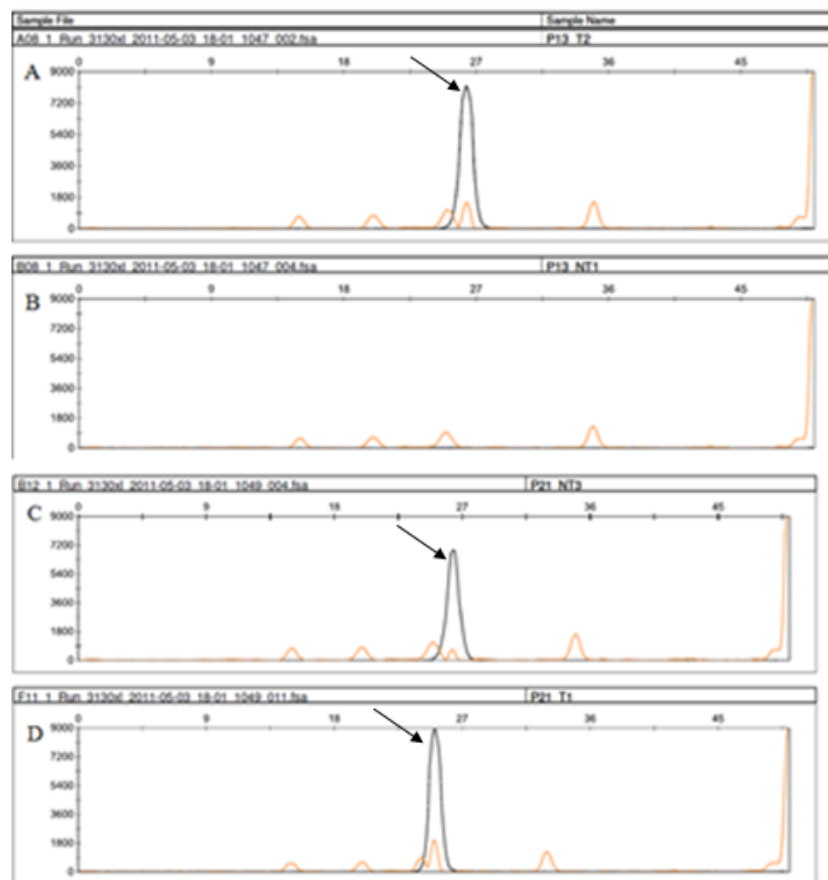 Sample File Sample Name
A08_1_Run_3130xl_2011-05-03_18-01_1047_002.fsa P13_T2
A
0 9 18 27 36 45
9000
7200
5400
3600
1800
0
B08_1_Run_3130xl_2011-05-03_18-01_1047_004.fsa P13_NT1
B
0 9 18 27 36 45
9000
7200
5400
3600
1800
0
B12_1_Run_3130xl_2011-05-03_18-01_1049_004.fsa P21_NT3
C
0 9 18 27 36 45
9000
7200
5400
3600
1800
0
F11_1_Run_3130xl_2011-05-03_18-01_1049_011.fsa P21_T1
D
0 9 18 27 36 45
9000
7200
5400
3600
1800
0